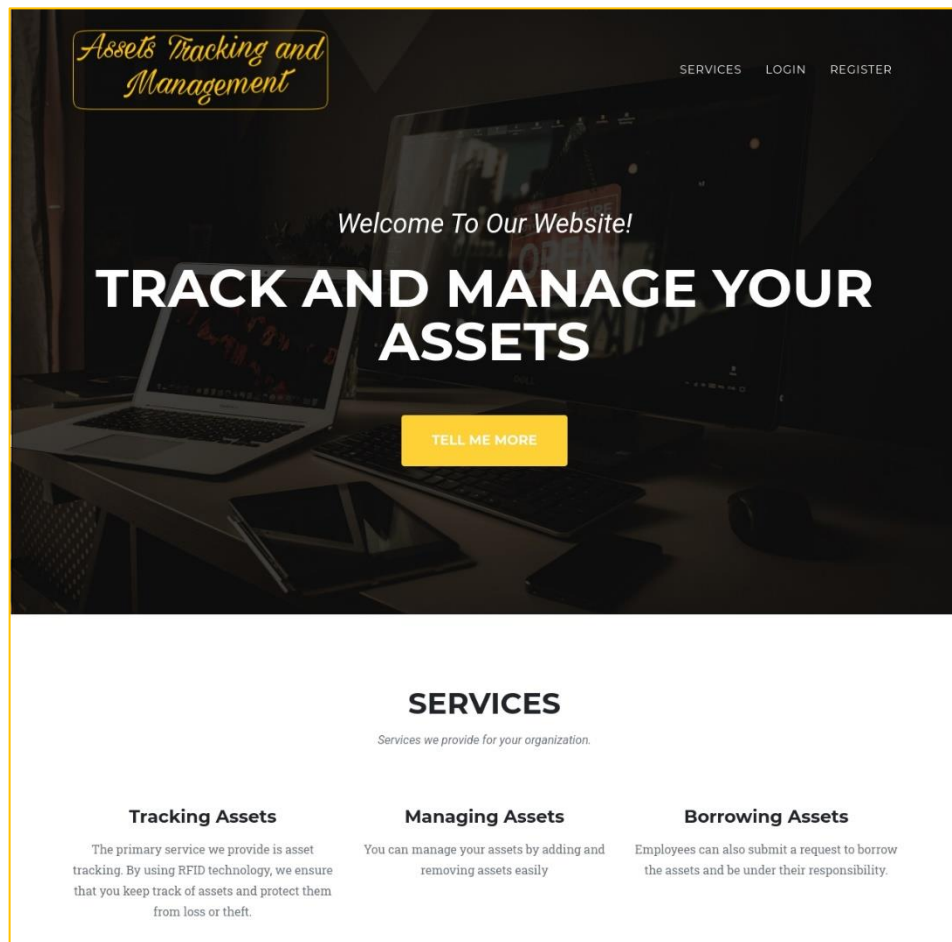 Assets Tracking and
Management
SERVICES LOGIN REGISTER
WE'RE
OPEN
Welcome To Our Website!
TRACK AND MANAGE YOUR
ASSETS
DELL
TELL ME MORE
SERVICES
Services we provide for your organization.
Tracking Assets
The primary service we provide is asset
tracking. By using RFID technology, we ensure
that you keep track of assets and protect them
from loss or theft.
Managing Assets
You can manage your assets by adding and
removing assets easily
Borrowing Assets
Employees can also submit a request to borrow
the assets and be under their responsibility.